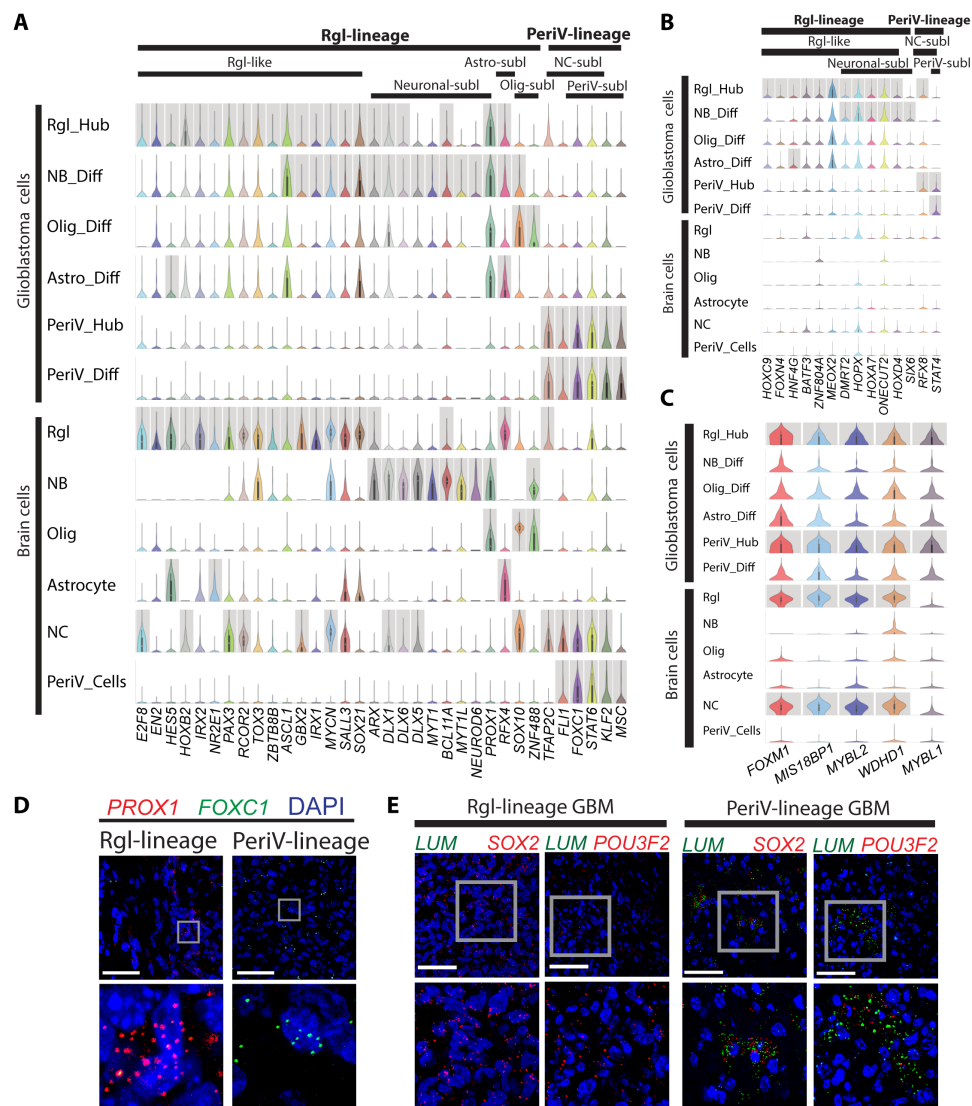 A
Rgl-lineage
PeriV-lineage
Rgl-like
Astro-subl
NC-subl
Neuronal-subl
Olig-subl
PeriV-subl
Glioblastoma cells
Rgl_Hub
NB_Diff
Olig_Diff
Astro_Diff
PeriV_Hub
PeriV_Diff
Brain cells
Rgl
NB
Olig
Astrocyte
NC
PeriV_Cells
E2F8
EN2
HES5
HOXB2
IRX2
NR2E1
PAX3
RCOR2
TOX3
ZBTB8B
ASCL1
GBX2
IRX1
MYCN
SALL3
SOX21
ARX
DLX1
DLX6
DLX5
MYT1
BCL11A
MYT1L
NEUROD6
PROX1
RFX4
SOX10
ZNF488
TFAP2C
FLI1
FOXC1
STAT6
KLF2
MSC
B
Rgl-lineage
PeriV-lineage
Rgl-like
NC-subl
Neuronal-subl
PeriV-subl
Glioblastoma cells
Rgl_Hub
NB_Diff
Olig_Diff
Astro_Diff
PeriV_Hub
PeriV_Diff
Brain cells
Rgl
NB
Olig
Astrocyte
NC
PeriV_Cells
HOXC9
FOXN4
HNF4G
BATF3
ZNF804A
MEOX2
DMRT2
HOPX
HOXA7
ONECUT2
HOXD4
SIX6
RFX8
STAT4
C
Glioblastoma cells
Rgl_Hub
NB_Diff
Olig_Diff
Astro_Diff
PeriV_Hub
PeriV_Diff
Brain cells
Rgl
NB
Olig
Astrocyte
NC
PeriV_Cells
FOXM1
MIS18BP1
MYBL2
WDHD1
MYBL1
D
PROX1 FOXC1 DAPI
Rgl-lineage PeriV-lineage
E
Rgl-lineage GBM
PeriV-lineage GBM
LUM SOX2 LUM POU3F2
LUM SOX2 LUM POU3F2